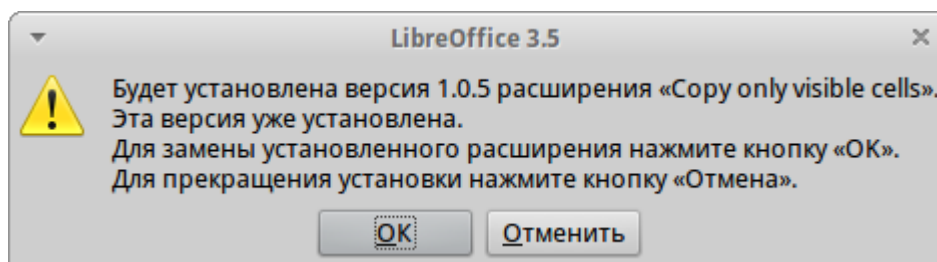 LibreOffice 3.5
Будет установлена версия 1.0.5 расширения «Copy only visible cells».
Эта версия уже установлена.
Для замены установленного расширения нажмите кнопку «OK».
Для прекращения установки нажмите кнопку «Отмена».
OK Отменить